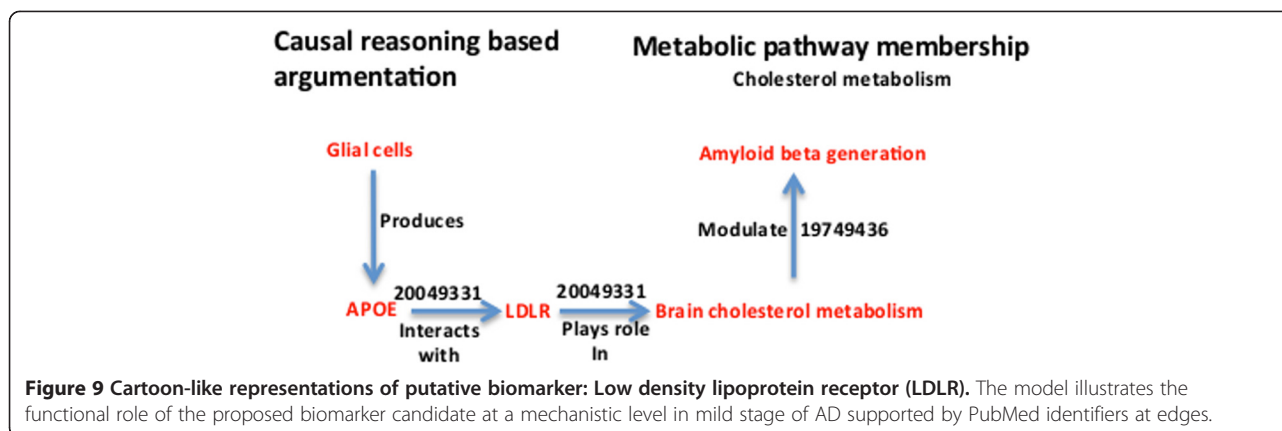 Causal reasoning based
argumentation
Metabolic pathway membership
Cholesterol metabolism
Glial cells
Produces
APOE
20049331
Interacts
with
LDLR
20049331
Plays role
In
Brain cholesterol metabolism
Modulate
19749436
Amyloid beta generation
Figure 9 Cartoon-like representations of putative biomarker: Low density lipoprotein receptor (LDLR). The model illustrates the
functional role of the proposed biomarker candidate at a mechanistic level in mild stage of AD supported by PubMed identifiers at edges.